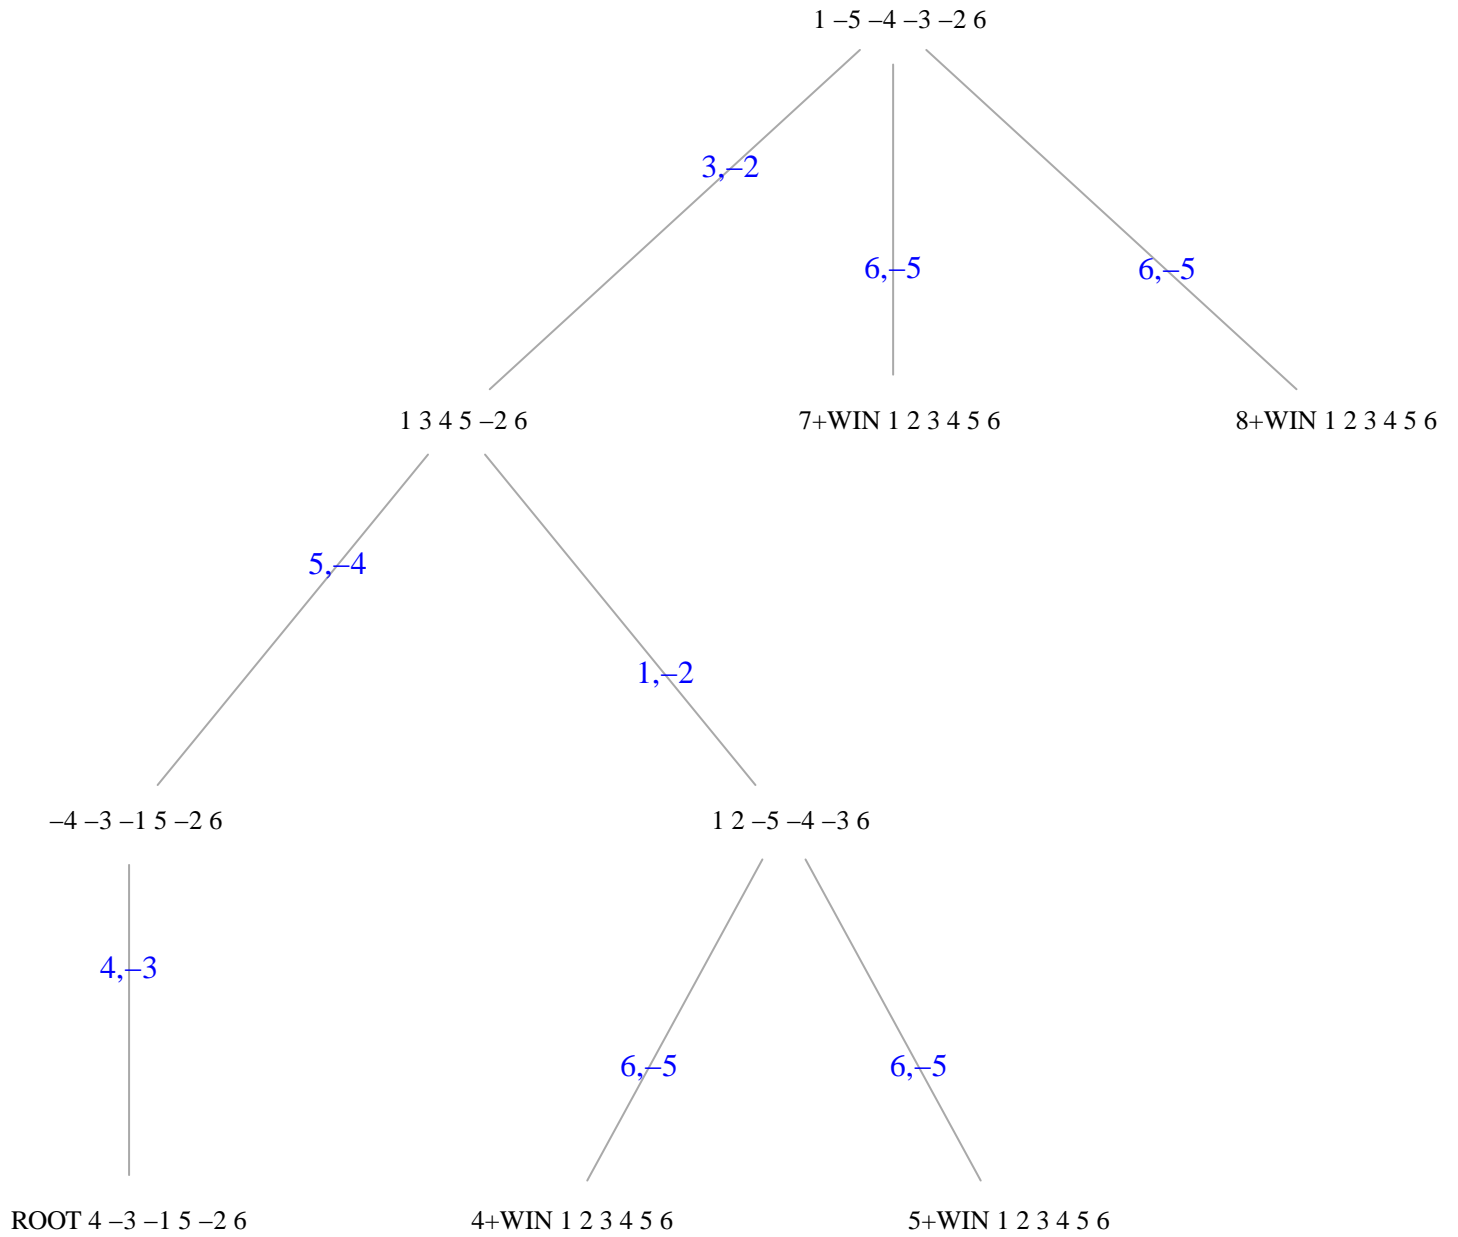 1 –5 –4 –3 –2 6
3,–2
6,–5
6,–5
1 3 4 5 –2 6
7+WIN 1 2 3 4 5 6
8+WIN 1 2 3 4 5 6
5,–4
1,–2
–4 –3 –1 5 –2 6
1 2 –5 –4 –3 6
4,–3
6,–5
6,–5
ROOT 4 –3 –1 5 –2 6
4+WIN 1 2 3 4 5 6
5+WIN 1 2 3 4 5 6